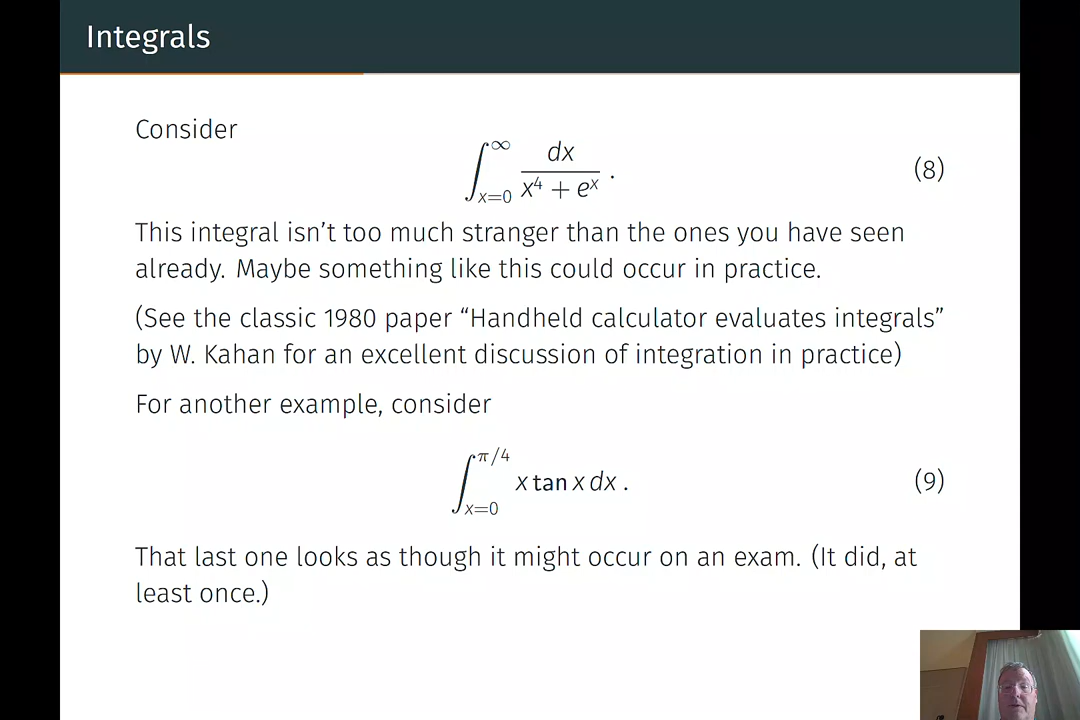 Integrals
Consider
∫_{x=0}^{∞} dx / (x⁴ + eˣ) . (8)
This integral isn’t too much stranger than the ones you have seen
already. Maybe something like this could occur in practice.
(See the classic 1980 paper “Handheld calculator evaluates integrals”
by W. Kahan for an excellent discussion of integration in practice)
For another example, consider
∫_{x=0}^{π/4} x tan x dx . (9)
That last one looks as though it might occur on an exam. (It did, at
least once.)